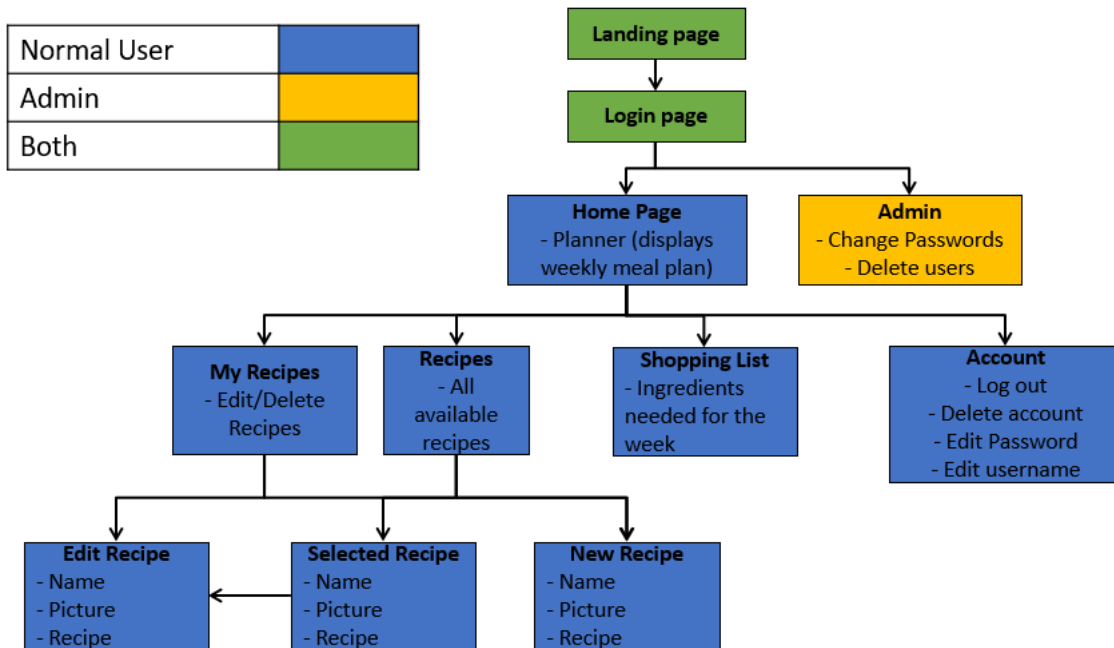 Normal User
Admin
Both
Landing page
Login page
Home Page
- Planner (displays
weekly meal plan)
Admin
- Change Passwords
- Delete users
My Recipes
- Edit/Delete
Recipes
Recipes
- All
available
recipes
Shopping List
- Ingredients
needed for the
week
Account
- Log out
- Delete account
- Edit Password
- Edit username
Edit Recipe
- Name
- Picture
- Recipe
Selected Recipe
- Name
- Picture
- Recipe
New Recipe
- Name
- Picture
- Recipe